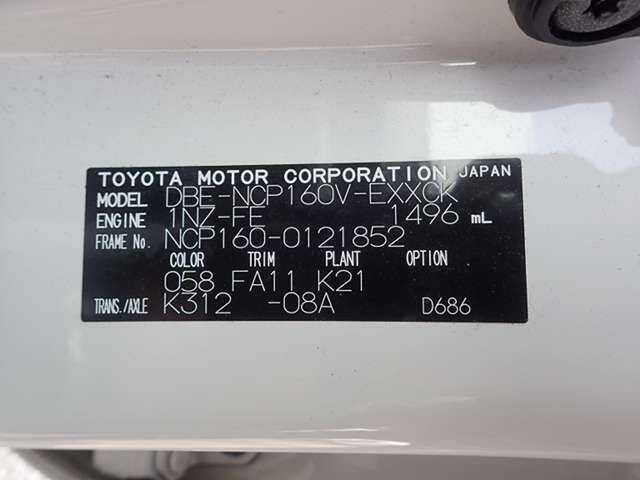 TOYOTA MOTOR CORPORATION JAPAN
MODEL DBE-NCP160V-EXXCK
ENGINE 1NZ-FE 1496 mL
FRAME No. NCP160-0121852
COLOR TRIM PLANT OPTION
058 FA11 K21
TRANS./AXLE K312 -08A D686